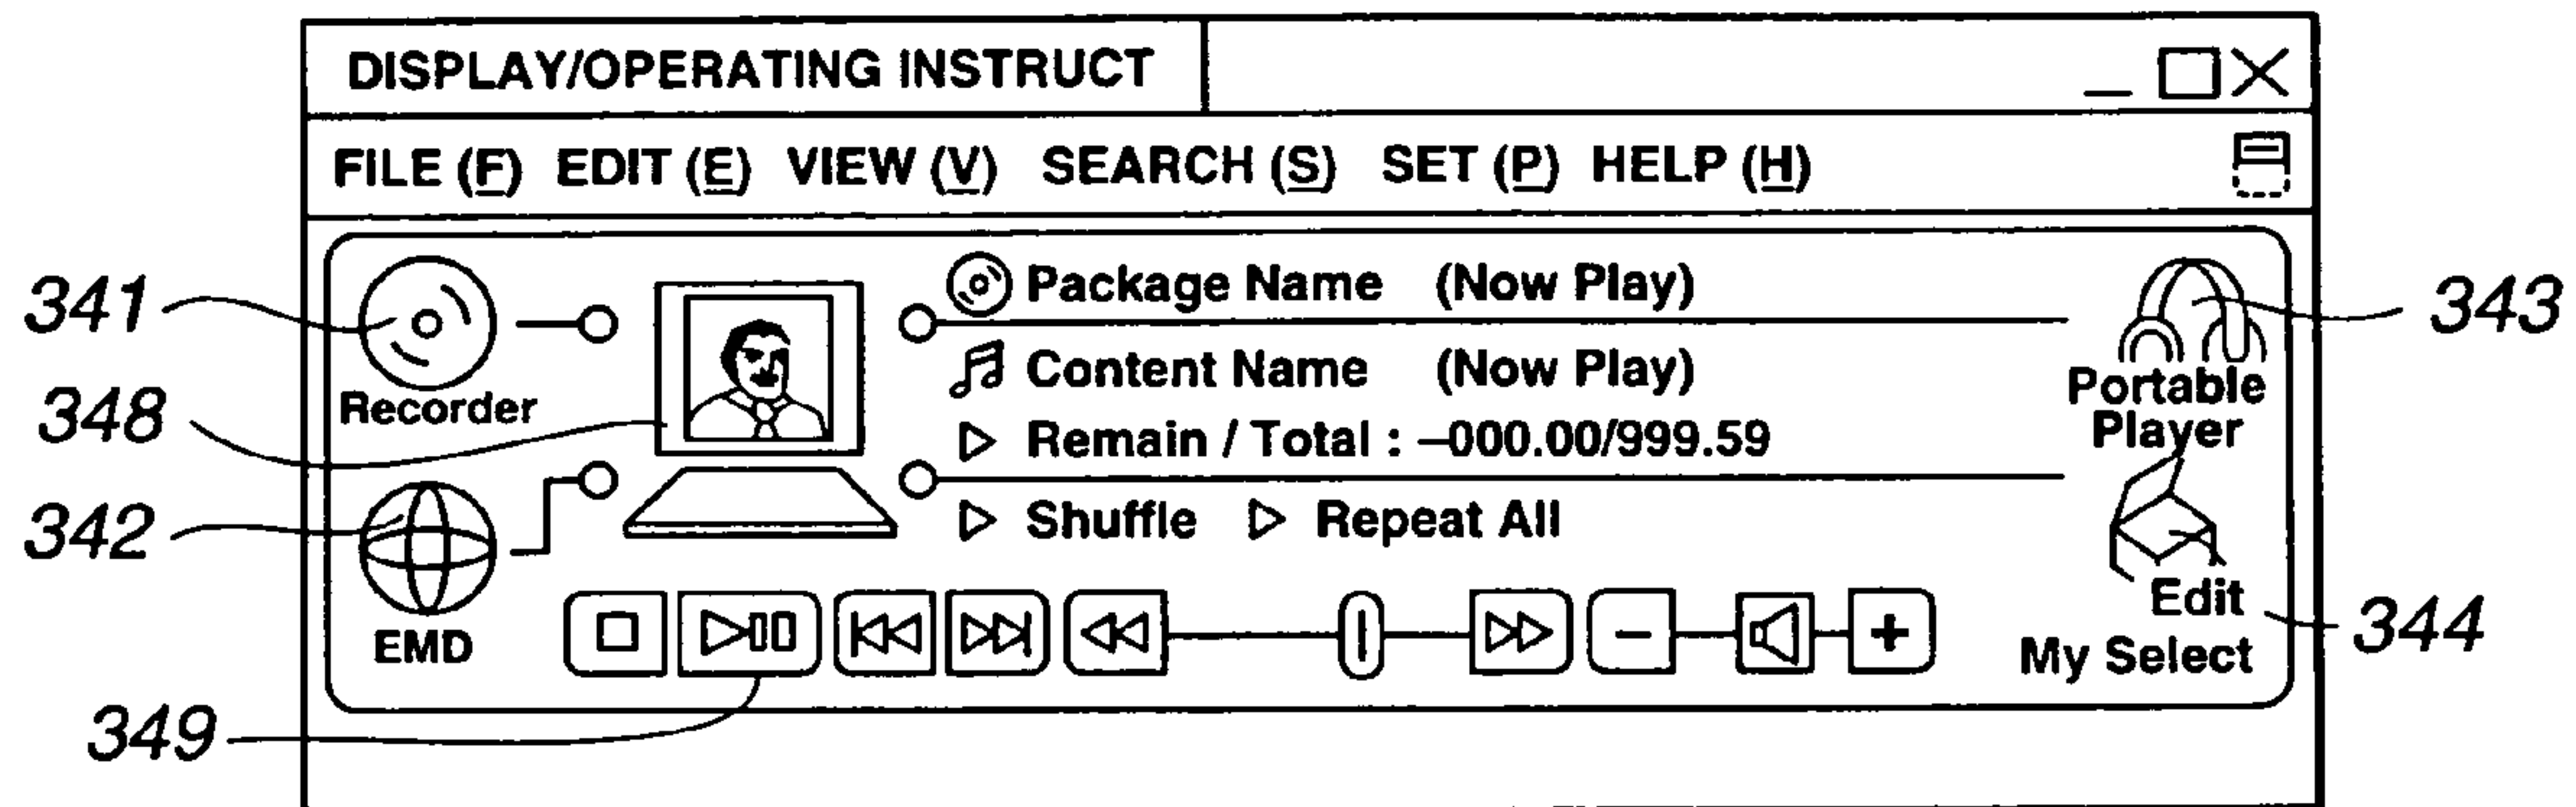 DISPLAY/OPERATING INSTRUCT
FILE (F) EDIT (E) VIEW (V) SEARCH (S) SET (P) HELP (H)
341
Recorder
348
342
EMD
349
Package Name (Now Play)
Content Name (Now Play)
Remain / Total : –000.00/999.59
Shuffle Repeat All
343
Portable
Player
Edit
344
My Select